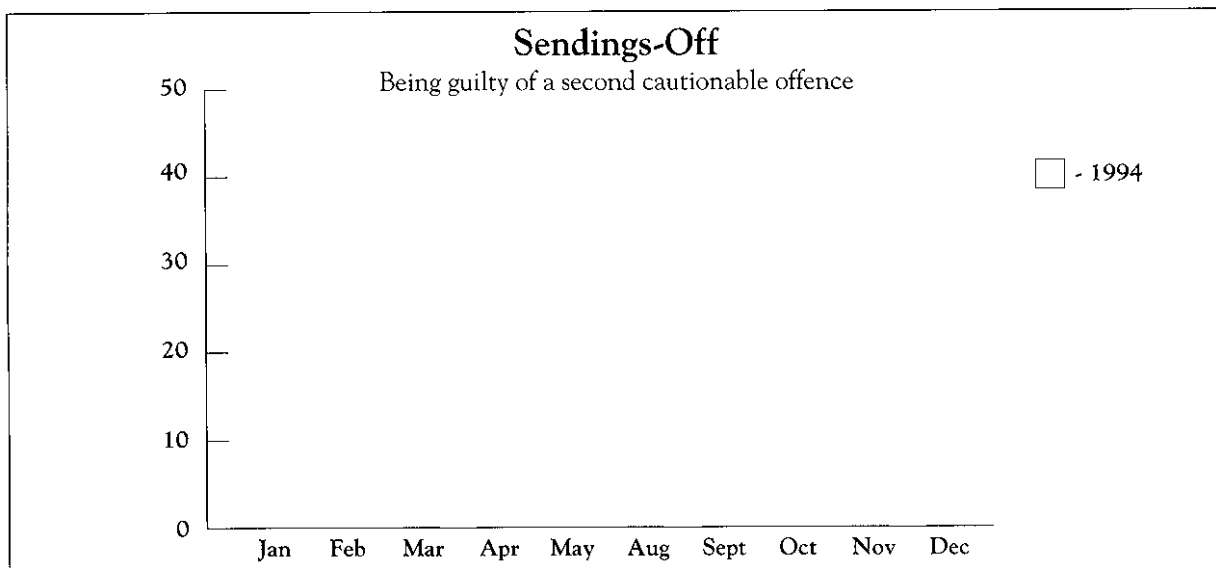 Sendings-Off
Being guilty of a second cautionable offence
50
40
- 1994
30
20
10
0
Jan Feb Mar Apr May Aug Sept Oct Nov Dec